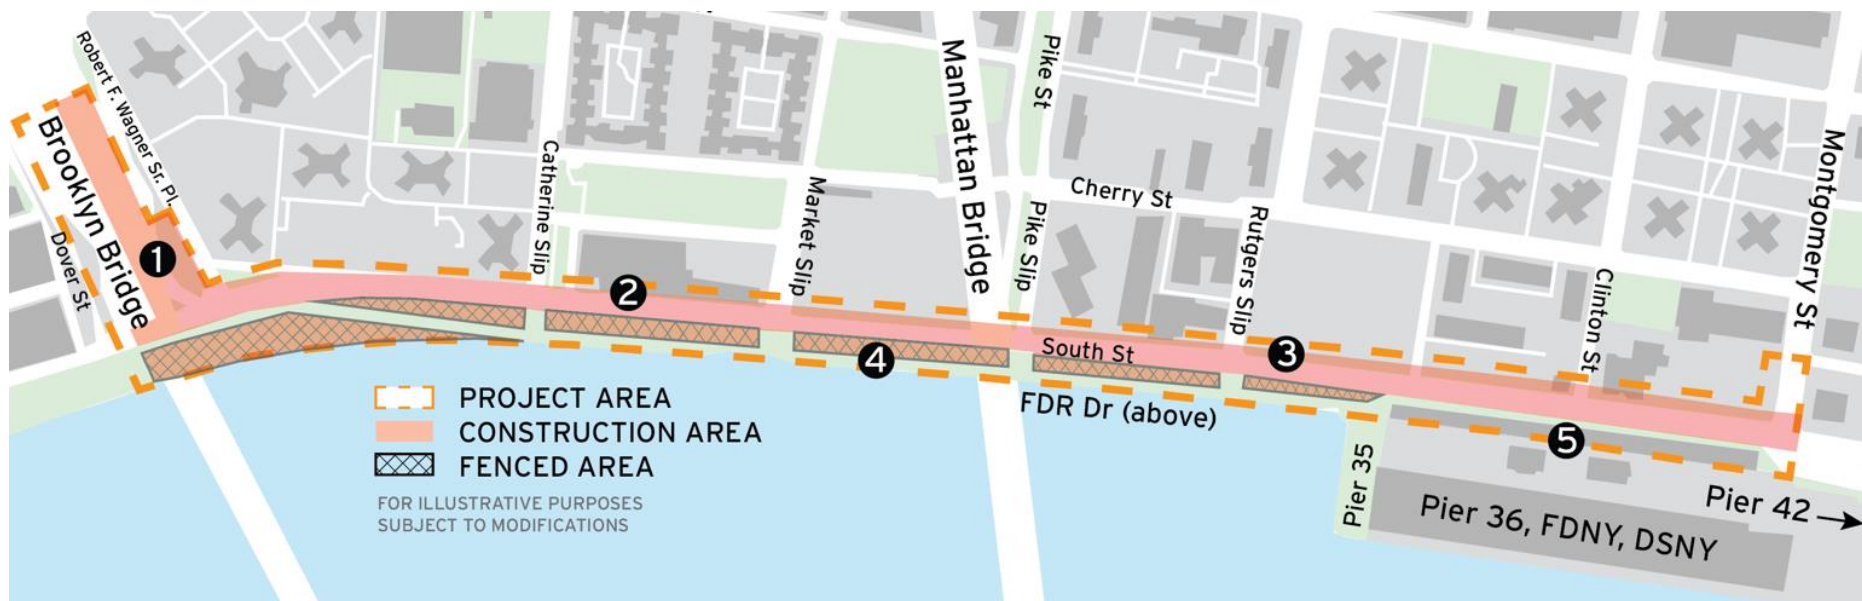 Robert F. Wagner Sr. Pl.
Brooklyn Bridge
Dover St
1
Catherine Slip
2
Market Slip
Manhattan Bridge
Pike St
Cherry St
Pike Slip
Rutgers Slip
Montgomery St
Clinton St
South St
3
4
FDR Dr (above)
5
Pier 35
Pier 36, FDNY, DSNY
Pier 42
PROJECT AREA
CONSTRUCTION AREA
FENCED AREA
FOR ILLUSTRATIVE PURPOSES
SUBJECT TO MODIFICATIONS